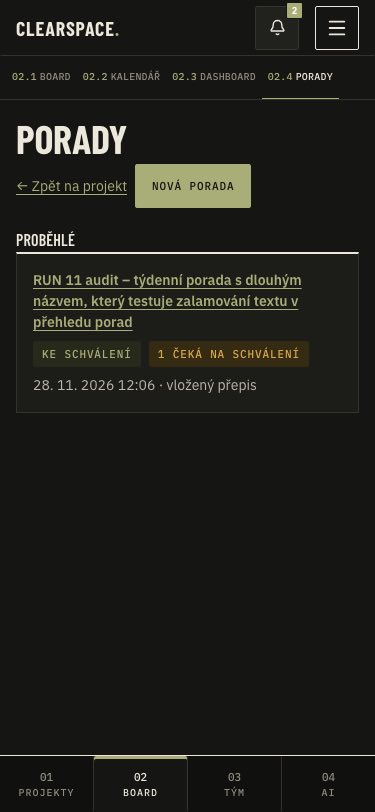 CLEARSPACE.
2
02.1 BOARD 02.2 KALENDÁŘ 02.3 DASHBOARD 02.4 PORADY
PORADY
← Zpět na projekt
NOVÁ PORADA
PROBĚHLÉ
RUN 11 audit – týdenní porada s dlouhým
názvem, který testuje zalamování textu v
přehledu porad
KE SCHVÁLENÍ
1 ČEKÁ NA SCHVÁLENÍ
28. 11. 2026 12:06 · vložený přepis
01 02 03 04
PROJEKTY BOARD TÝM AI